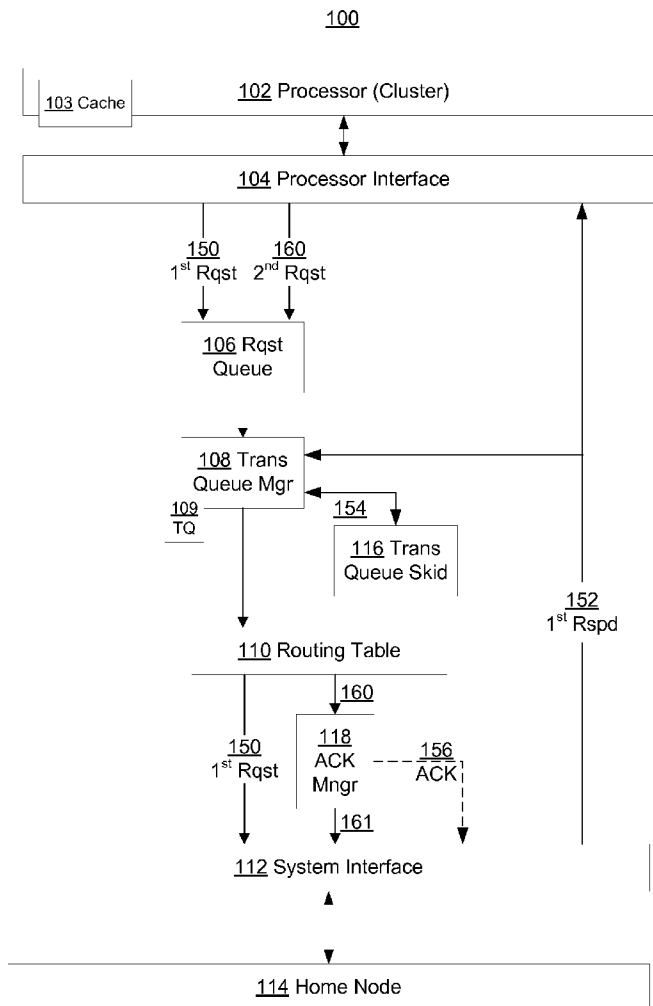 100
102 Processor (Cluster)
103 Cache
104 Processor Interface
150
1st Rqst
160
2nd Rqst
106 Rqst
Queue
108 Trans
Queue Mgr
109
TQ
154
116 Trans
Queue Skid
152
1st Rspd
110 Routing Table
160
150
1st Rqst
118
ACK
Mngr
156
ACK
161
112 System Interface
114 Home Node